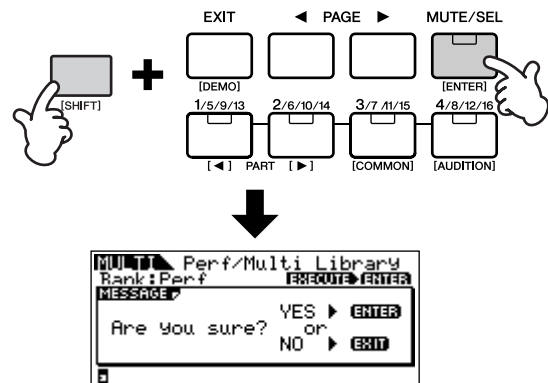 EXIT ◀ PAGE ▶ MUTE/SEL
[SHIFT] [DEMO] [ENTER]
1/5/9/13 2/6/10/14 3/7/11/15 4/8/12/16
[◀] PART [▶] [COMMON] [AUDITION]
MULTI Perf/Multi Library
Bank:Perf EXECUTE▶ENTER
MESSAGE
YES ▶ ENTER
Are you sure? or
NO ▶ EXIT